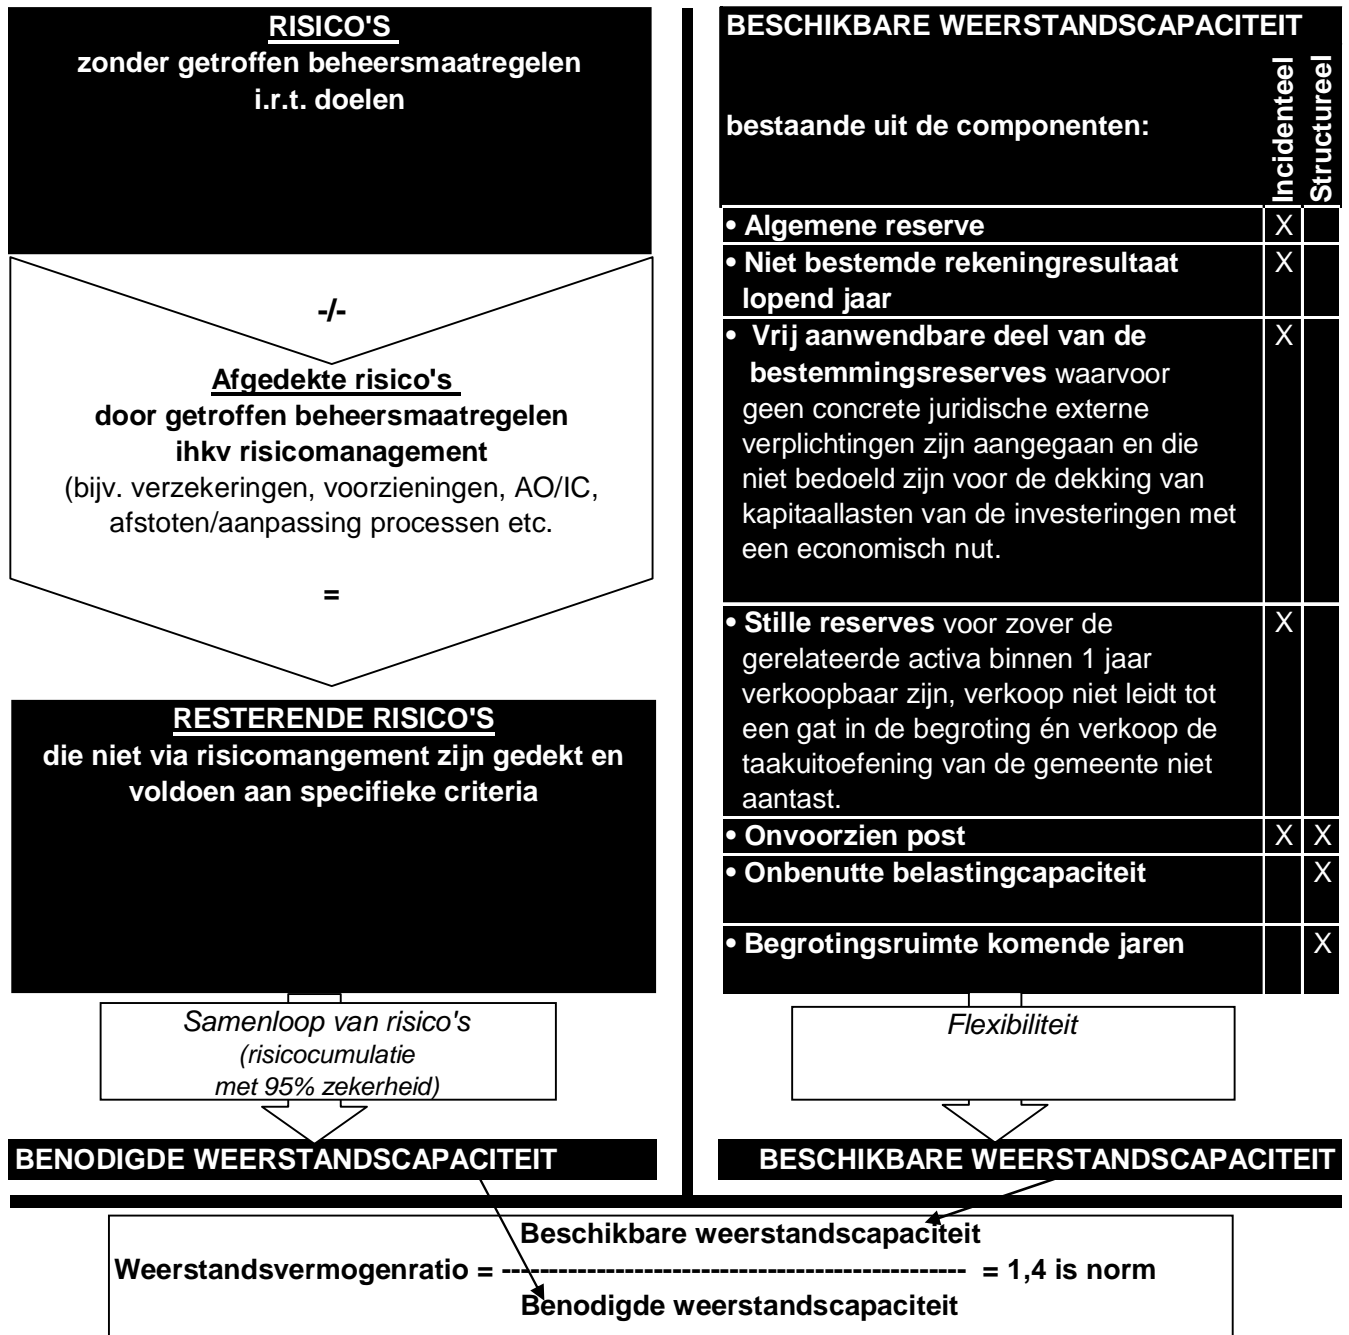 RISICO'S
zonder getroffen beheersmaatregelen
i.r.t. doelen
-/-
Afgedekte risico's
door getroffen beheersmaatregelen
ihkv risicomanagement
(bijv. verzekeringen, voorzieningen, AO/IC,
afstoten/aanpassing processen etc.
=
RESTERENDE RISICO'S
die niet via risicomangement zijn gedekt en
voldoen aan specifieke criteria
Samenloop van risico's
(risicocumulatie
met 95% zekerheid)
BENODIGDE WEERSTANDSCAPACITEIT
BESCHIKBARE WEERSTANDSCAPACITEIT
bestaande uit de componenten:
Incidenteel
Structureel
• Algemene reserve X
• Niet bestemde rekeningresultaat X
lopend jaar
• Vrij aanwendbare deel van de X
bestemmingsreserves waarvoor
geen concrete juridische externe
verplichtingen zijn aangegaan en die
niet bedoeld zijn voor de dekking van
kapitaallasten van de investeringen met
een economisch nut.
• Stille reserves voor zover de X
gerelateerde activa binnen 1 jaar
verkoopbaar zijn, verkoop niet leidt tot
een gat in de begroting én verkoop de
taakuitoefening van de gemeente niet
aantast.
• Onvoorzien post X X
• Onbenutte belastingcapaciteit X
• Begrotingsruimte komende jaren X
Flexibiliteit
BESCHIKBARE WEERSTANDSCAPACITEIT
Beschikbare weerstandscapaciteit
Weerstandsvermogenratio = -------------------------------------------------- = 1,4 is norm
Benodigde weerstandscapaciteit